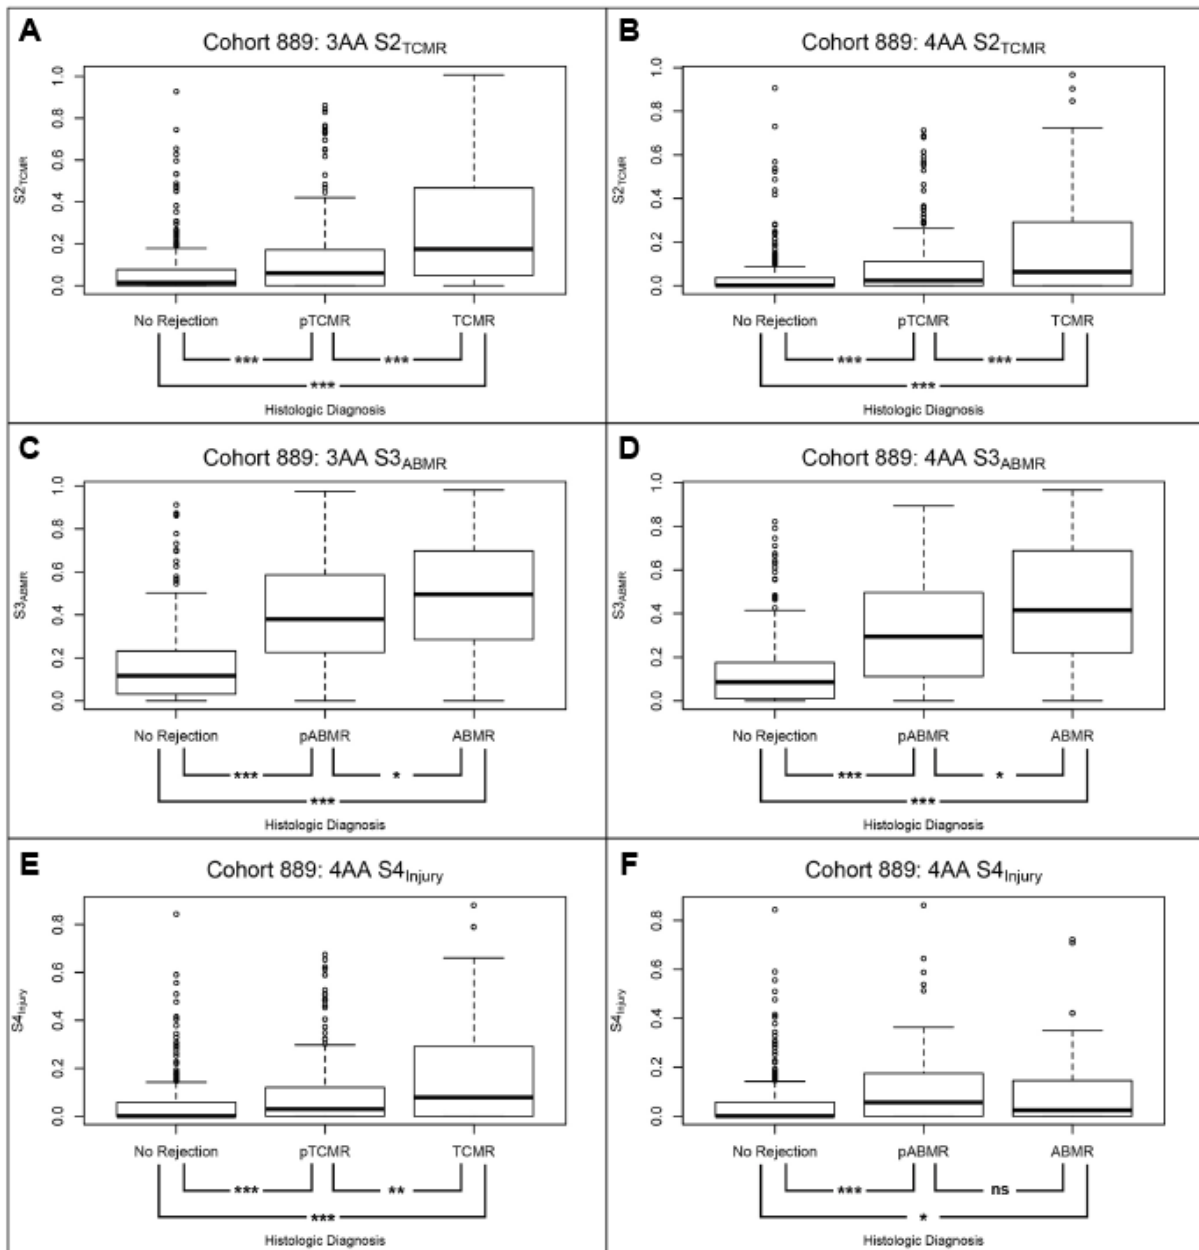 A
Cohort 889: 3AA S2TCMR
S2TCMR
1.0
0.8
0.6
0.4
0.2
0.0
No Rejection pTCMR TCMR
*** ***
***
Histologic Diagnosis
B
Cohort 889: 4AA S2TCMR
S2TCMR
1.0
0.8
0.6
0.4
0.2
0.0
No Rejection pTCMR TCMR
*** ***
***
Histologic Diagnosis
C
Cohort 889: 3AA S3ABMR
S3ABMR
1.0
0.8
0.6
0.4
0.2
0.0
No Rejection pABMR ABMR
*** *
***
Histologic Diagnosis
D
Cohort 889: 4AA S3ABMR
S3ABMR
1.0
0.8
0.6
0.4
0.2
0.0
No Rejection pABMR ABMR
*** *
***
Histologic Diagnosis
E
Cohort 889: 4AA S4Injury
S4Injury
0.8
0.6
0.4
0.2
0.0
No Rejection pTCMR TCMR
*** **
***
Histologic Diagnosis
F
Cohort 889: 4AA S4Injury
S4Injury
0.8
0.6
0.4
0.2
0.0
No Rejection pABMR ABMR
*** ns
*
Histologic Diagnosis